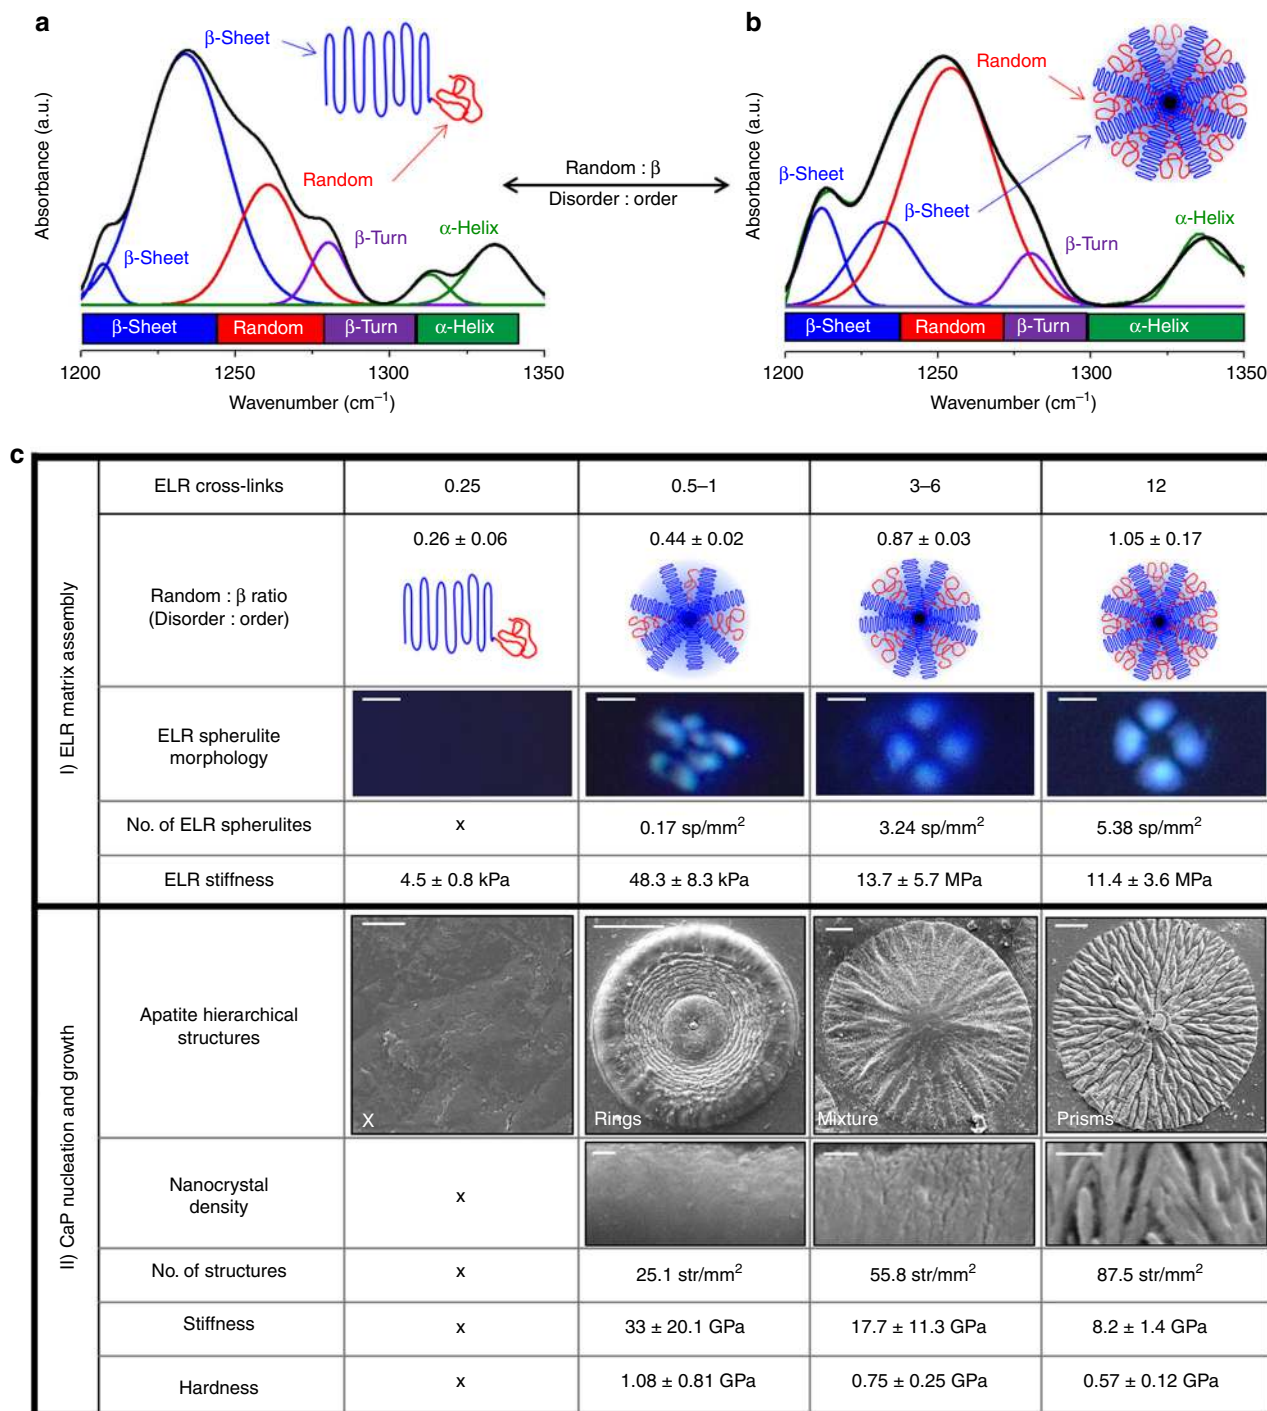 a
β-Sheet
Random
β-Sheet
β-Turn
α-Helix
Absorbance (a.u.)
β-Sheet Random β-Turn α-Helix
1200 1250 1300 1350
Wavenumber (cm⁻¹)
Random : β
Disorder : order
b
Random
β-Sheet
β-Sheet
β-Turn
α-Helix
Absorbance (a.u.)
β-Sheet Random β-Turn α-Helix
1200 1250 1300 1350
Wavenumber (cm⁻¹)
c
I) ELR matrix assembly
ELR cross-links 0.25 0.5–1 3–6 12
Random : β ratio
(Disorder : order)
0.26 ± 0.06 0.44 ± 0.02 0.87 ± 0.03 1.05 ± 0.17
ELR spherulite
morphology
No. of ELR spherulites x 0.17 sp/mm² 3.24 sp/mm² 5.38 sp/mm²
ELR stiffness 4.5 ± 0.8 kPa 48.3 ± 8.3 kPa 13.7 ± 5.7 MPa 11.4 ± 3.6 MPa
II) CaP nucleation and growth
Apatite hierarchical
structures
X Rings Mixture Prisms
Nanocrystal
density
x
No. of structures x 25.1 str/mm² 55.8 str/mm² 87.5 str/mm²
Stiffness x 33 ± 20.1 GPa 17.7 ± 11.3 GPa 8.2 ± 1.4 GPa
Hardness x 1.08 ± 0.81 GPa 0.75 ± 0.25 GPa 0.57 ± 0.12 GPa